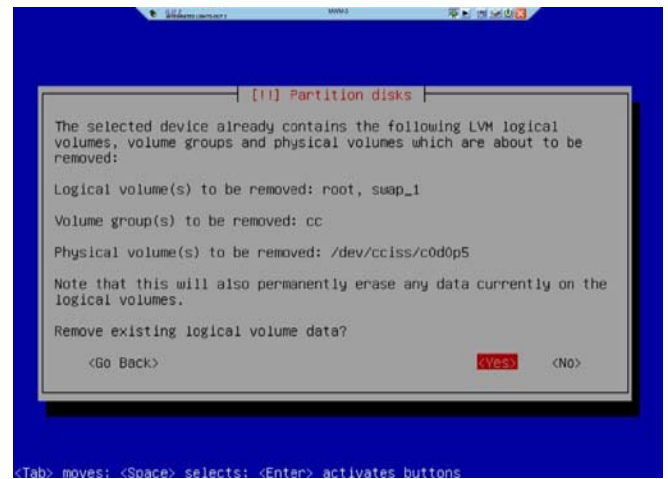 [!!] Partition disks
The selected device already contains the following LVM logical
volumes, volume groups and physical volumes which are about to be
removed:
Logical volume(s) to be removed: root, swap_1
Volume group(s) to be removed: cc
Physical volume(s) to be removed: /dev/cciss/c0d0p5
Note that this will also permanently erase any data currently on the
logical volumes.
Remove existing logical volume data?
<Go Back> <Yes> <No>
<Tab> moves; <Space> selects; <Enter> activates buttons